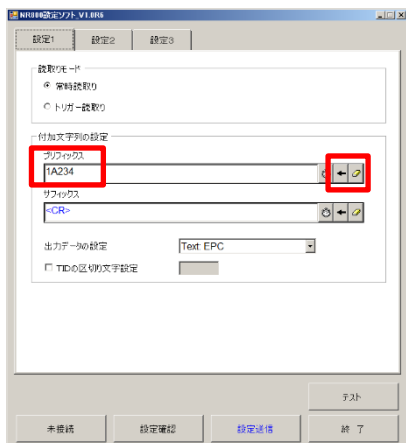 NR800設定ソフト_V1.0R6
設定1
設定2
設定3
読取りモード
常時読取り
トリガー読取り
付加文字列の設定
プリフィックス
1A234
サフィックス
<CR>
出力データの設定
Text: EPC
TIDの区切り文字設定
テスト
未接続
設定確認
設定送信
終 了